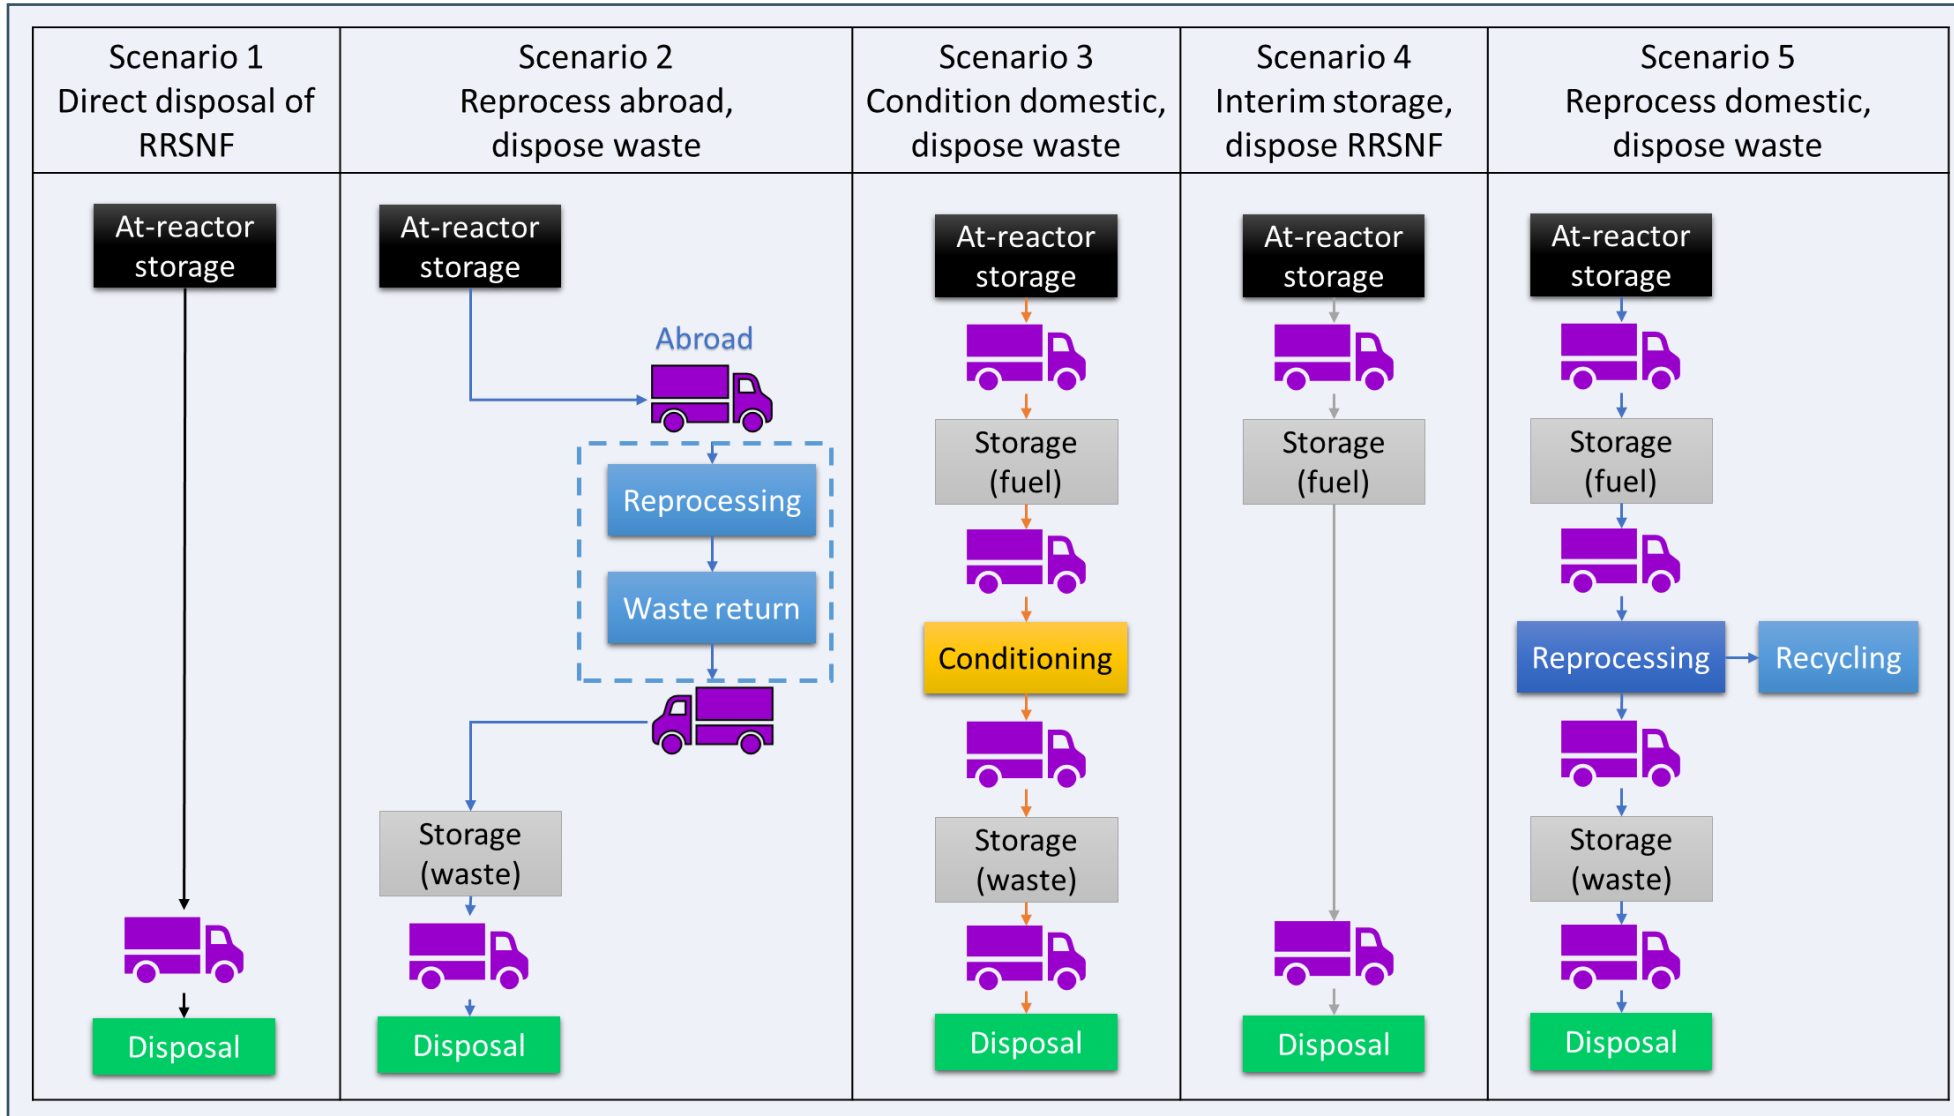 Scenario 1
Direct disposal of
RRSNF
Scenario 2
Reprocess abroad,
dispose waste
Scenario 3
Condition domestic,
dispose waste
Scenario 4
Interim storage,
dispose RRSNF
Scenario 5
Reprocess domestic,
dispose waste
At-reactor
storage
Disposal
At-reactor
storage
Abroad
Reprocessing
Waste return
Storage
(waste)
Disposal
At-reactor
storage
Storage
(fuel)
Conditioning
Storage
(waste)
Disposal
At-reactor
storage
Storage
(fuel)
Disposal
At-reactor
storage
Storage
(fuel)
Reprocessing
Recycling
Storage
(waste)
Disposal